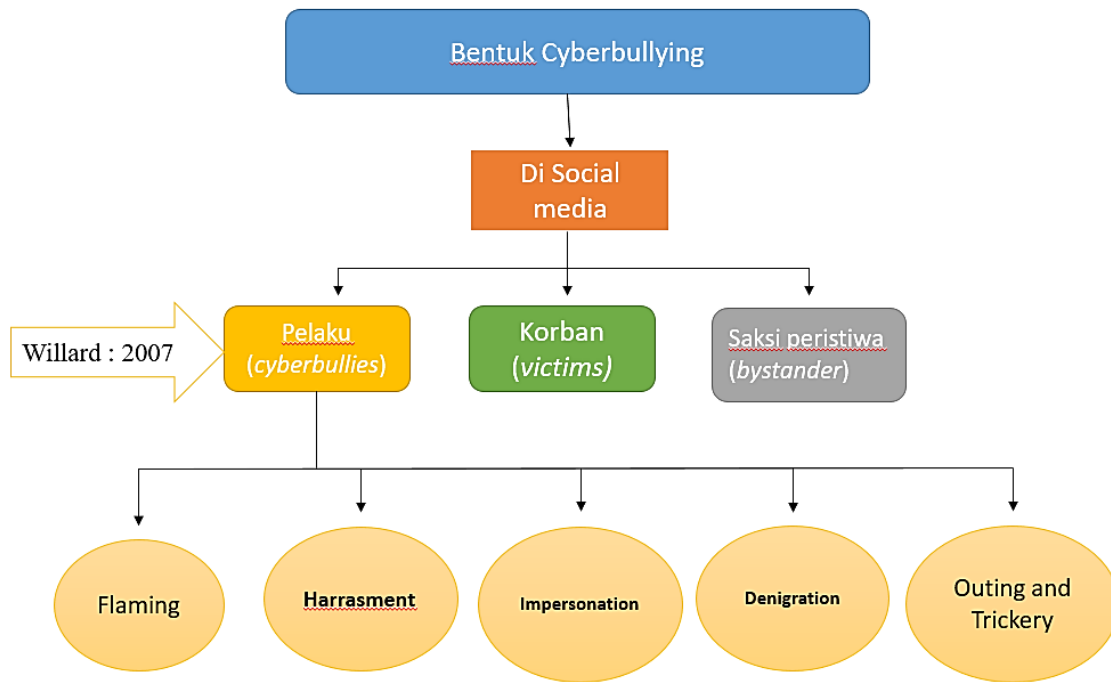 Bentuk Cyberbullying
Di Social
media
Willard : 2007
Pelaku
(cyberbullies)
Korban
(victims)
Saksi peristiwa
(bystander)
Flaming
Harrasment
Impersonation
Denigration
Outing and
Trickery